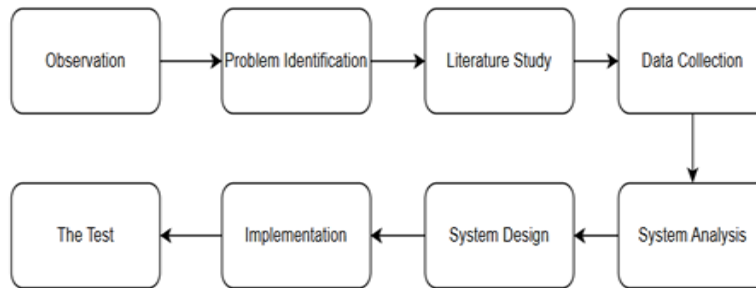 Observation
Problem Identification
Literature Study
Data Collection
System Analysis
System Design
Implementation
The Test